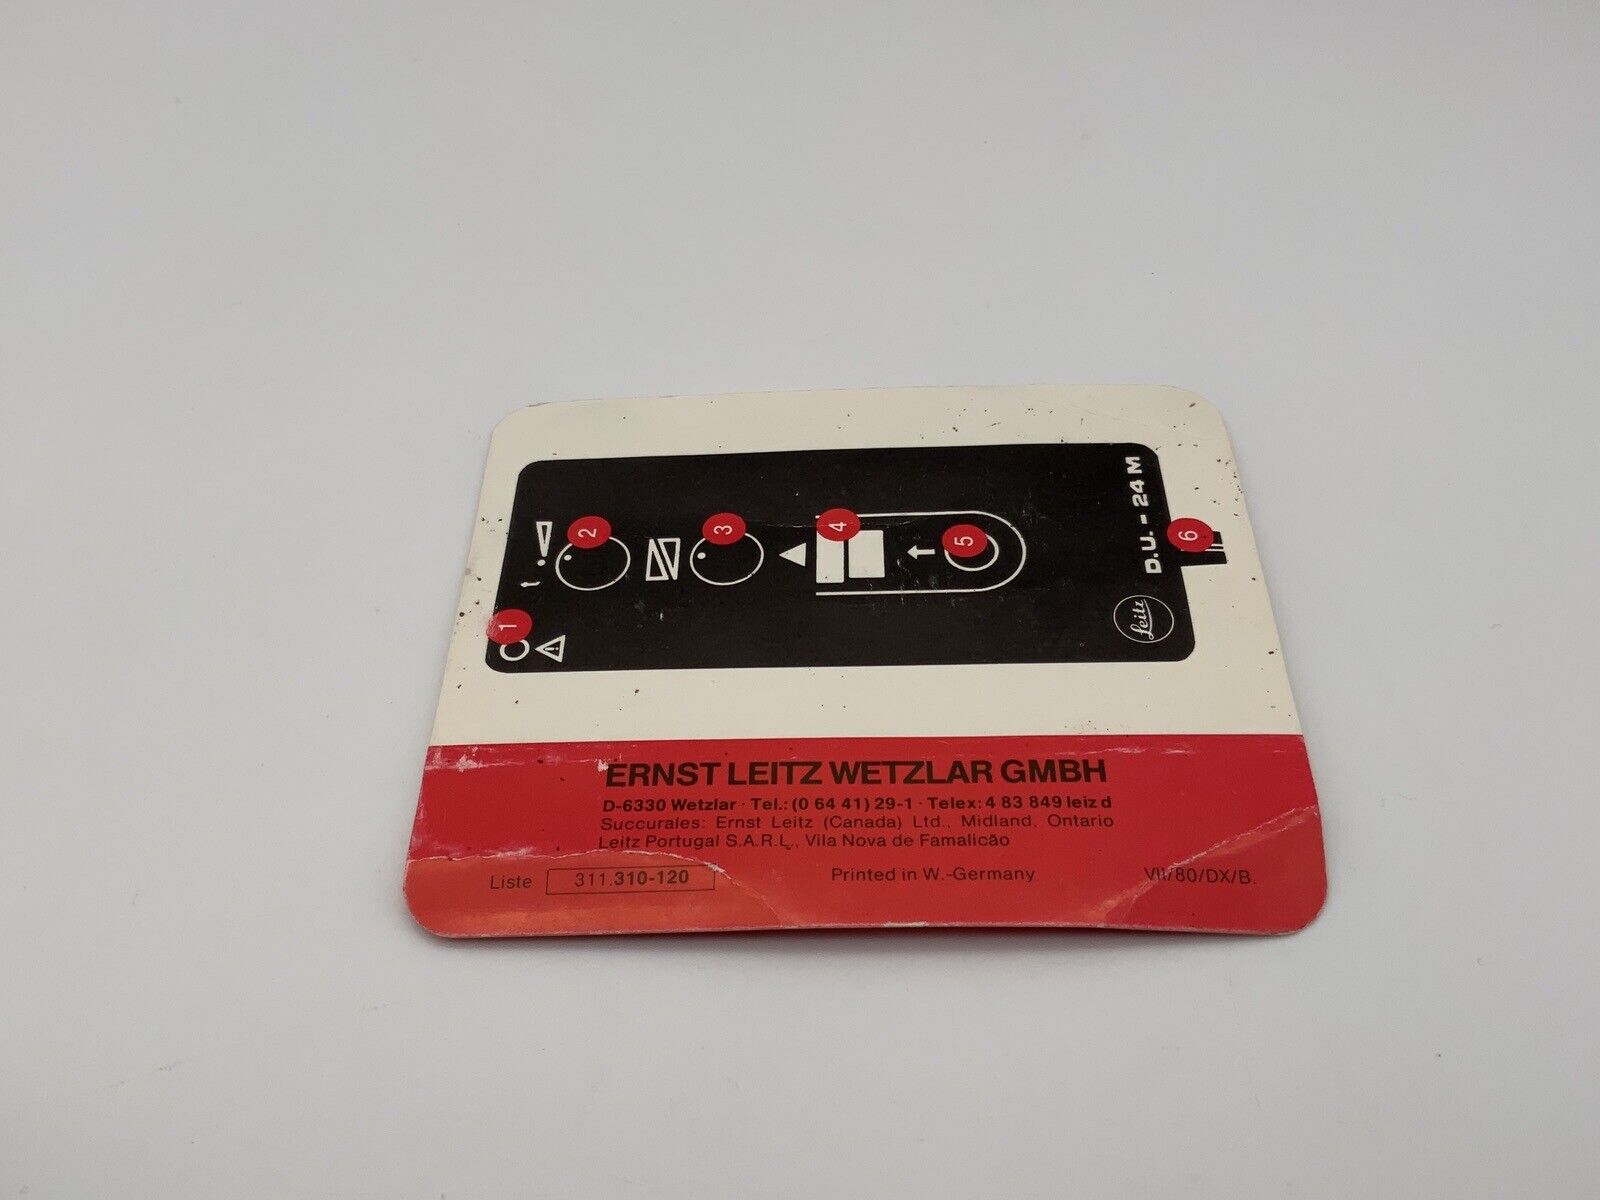 1
2
3
4
5
6
t
Leitz
D.U. - 24 M
ERNST LEITZ WETZLAR GMBH
D-6330 Wetzlar · Tel.: (0 64 41) 29-1 · Telex: 4 83 849 leiz d
Succurales: Ernst Leitz (Canada) Ltd., Midland, Ontario
Leitz Portugal S.A.R.L., Vila Nova de Famalicão
Liste 311.310-120 Printed in W.-Germany VII/80/DX/B.